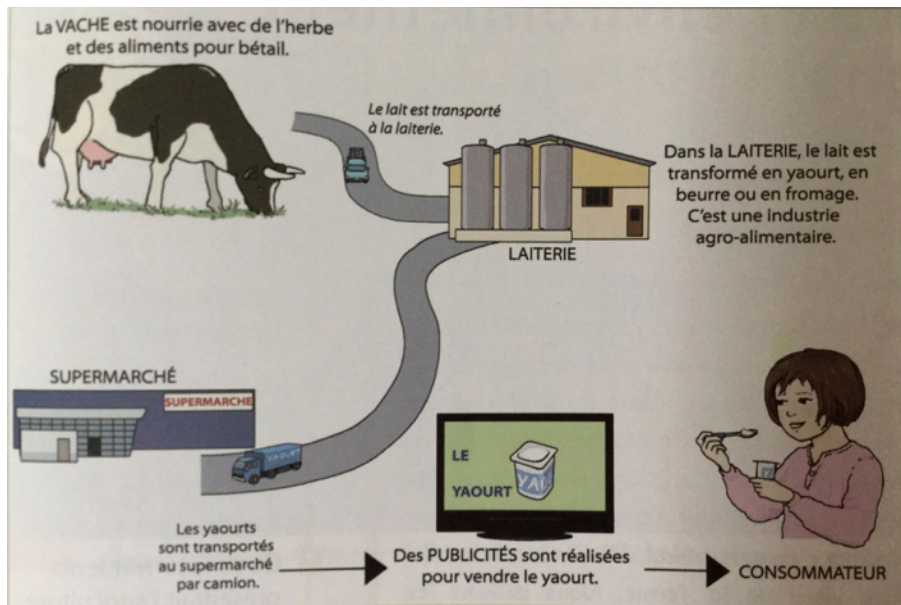 La VACHE est nourrie avec de l'herbe
et des aliments pour bétail.
Le lait est transporté
à la laiterie.
Dans la LAITERIE, le lait est
transformé en yaourt, en
beurre ou en fromage.
C'est une industrie
agro-alimentaire.
LAITERIE
SUPERMARCHÉ
SUPERMARCHE
YAOURT
LE
YAOURT
YAO
Les yaourts
sont transportés
au supermarché
par camion.
Des PUBLICITÉS sont réalisées
pour vendre le yaourt.
CONSOMMATEUR